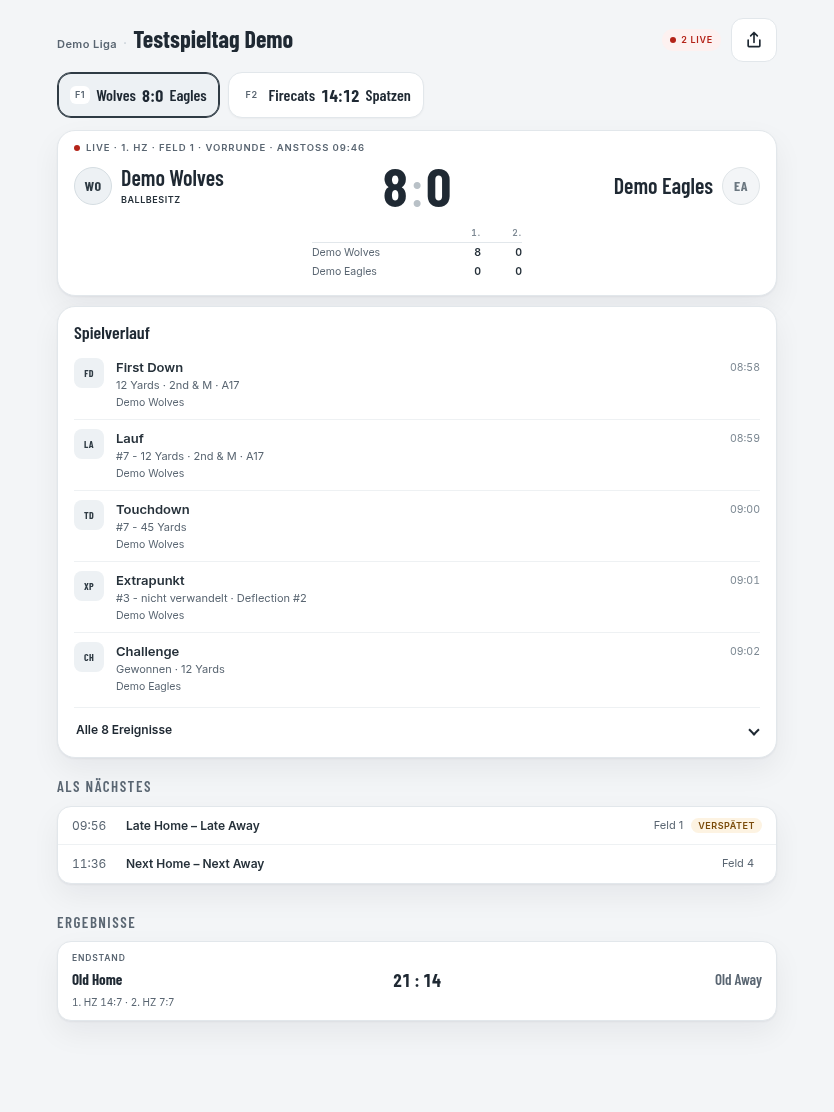 Demo Liga · Testspieltag Demo
2 LIVE
F1 Wolves 8:0 Eagles
F2 Firecats 14:12 Spatzen
LIVE · 1. HZ · FELD 1 · VORRUNDE · ANSTOSS 09:46
WO Demo Wolves 8:0 Demo Eagles EA
BALLBESITZ
1. 2.
Demo Wolves 8 0
Demo Eagles 0 0
Spielverlauf
FD First Down 08:58
12 Yards · 2nd & M · A17
Demo Wolves
LA Lauf 08:59
#7 - 12 Yards · 2nd & M · A17
Demo Wolves
TD Touchdown 09:00
#7 - 45 Yards
Demo Wolves
XP Extrapunkt 09:01
#3 - nicht verwandelt · Deflection #2
Demo Wolves
CH Challenge 09:02
Gewonnen · 12 Yards
Demo Eagles
Alle 8 Ereignisse
ALS NÄCHSTES
09:56 Late Home – Late Away Feld 1 VERSPÄTET
11:36 Next Home – Next Away Feld 4
ERGEBNISSE
ENDSTAND
Old Home 21 : 14 Old Away
1. HZ 14:7 · 2. HZ 7:7